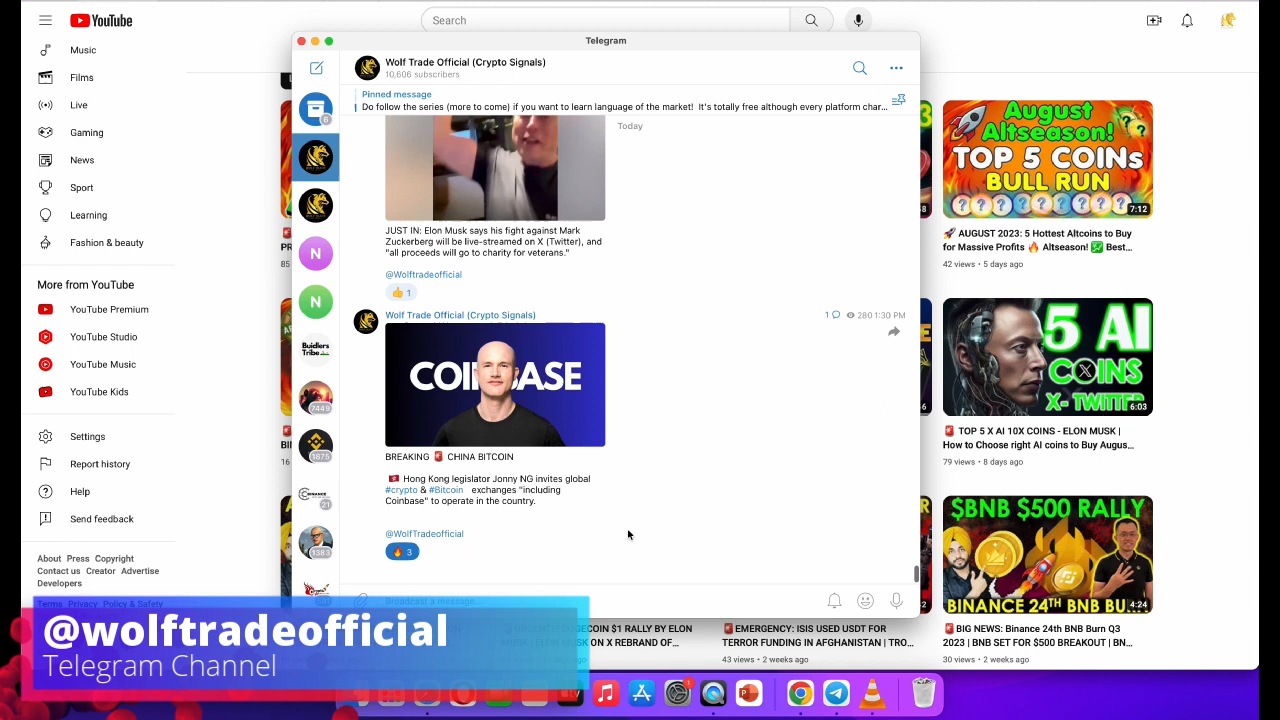 YouTube
Search
Music
Films
Live
Gaming
News
Sport
Learning
Fashion & beauty
More from YouTube
YouTube Premium
YouTube Studio
YouTube Music
YouTube Kids
Settings
Report history
Help
Send feedback
About Press Copyright
Contact us Creator Advertise
Developers
Terms Privacy Policy & Safety
Telegram
Wolf Trade Official (Crypto Signals)
10,606 subscribers
Pinned message
Do follow the series (more to come) if you want to learn language of the market! It's totally free although every platform char...
Today
JUST IN: Elon Musk says his fight against Mark
Zuckerberg will be live-streamed on X (Twitter), and
"all proceeds will go to charity for veterans."
@Wolftradeofficial
👍 1
Wolf Trade Official (Crypto Signals)
1 280 1:30 PM
COINBASE
BREAKING 🚨 CHINA BITCOIN
🇭🇰 Hong Kong legislator Jonny NG invites global
#crypto & #Bitcoin exchanges "including
Coinbase" to operate in the country.
@WolfTradeofficial
🔥 3
Broadcast a message...
6
N
N
Buidlers
Tribe
7449
1875
BINANCE
21
1383
August
Altseason!
TOP 5 COINs
BULL RUN
7:12
🚀 AUGUST 2023: 5 Hottest Altcoins to Buy
for Massive Profits 🔥 Altseason! 💹 Best...
42 views • 5 days ago
5 AI
COINS
X- TWITTER
6:03
🚨 TOP 5 X AI 10X COINS - ELON MUSK |
How to Choose right AI coins to Buy Augus...
79 views • 8 days ago
$BNB $500 RALLY
BINANCE 24TH BNB BU
4:24
🚨BIG NEWS: Binance 24th BNB Burn Q3
2023 | BNB SET FOR $500 BREAKOUT | BN...
30 views • 2 weeks ago
🚨EMERGENCY: ISIS USED USDT FOR
TERROR FUNDING IN AFGHANISTAN | TRO...
43 views • 2 weeks ago
DOGECOIN $1 RALLY BY ELON
MUSK | ELON MUSK ON X REBRAND OF...
@wolftradeofficial
Telegram Channel